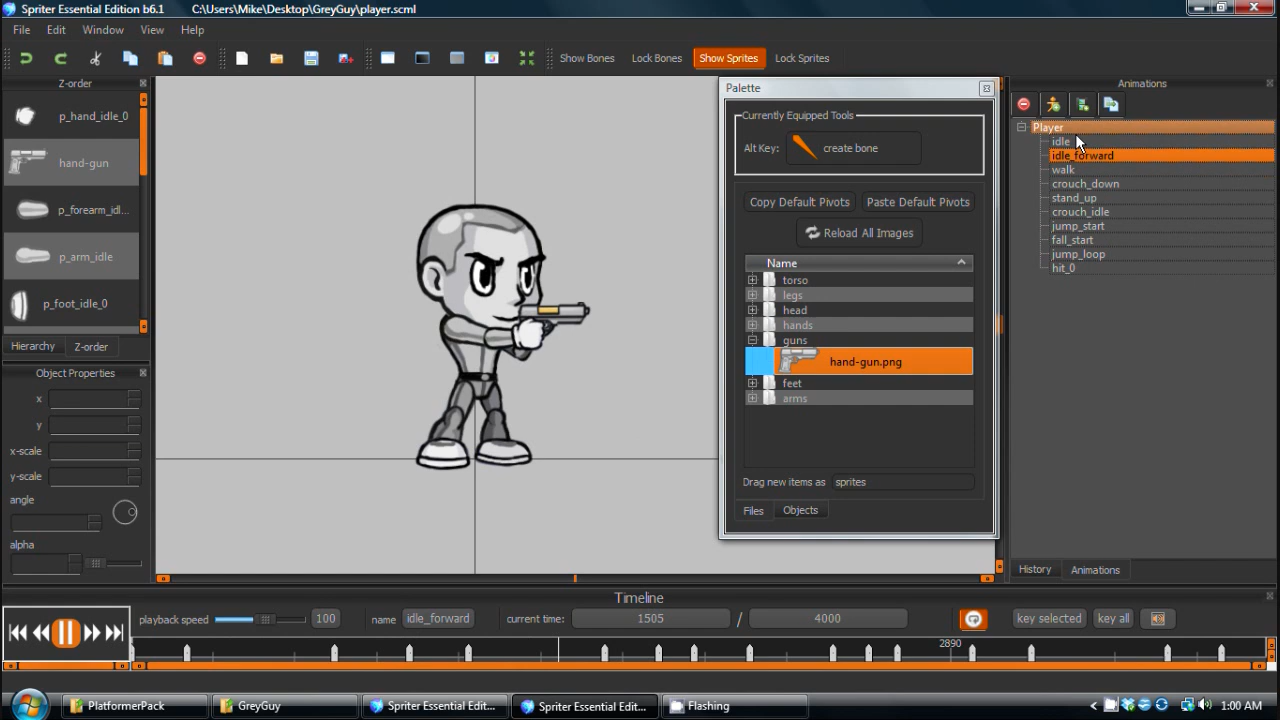 Spriter Essential Edition b6.1 C:\Users\Mike\Desktop\GreyGuy\player.scml
File Edit Window View Help
Show Bones Lock Bones Show Sprites Lock Sprites
Z-order
p_hand_idle_0
hand-gun
p_forearm_idl...
p_arm_idle
p_foot_idle_0
Hierarchy Z-order
Object Properties
x
y
x-scale
y-scale
angle
alpha
Palette
Currently Equipped Tools
Alt Key: create bone
Copy Default Pivots Paste Default Pivots
Reload All Images
Name
torso
legs
head
hands
guns
hand-gun.png
feet
arms
Drag new items as sprites
Files Objects
Animations
Player
idle
idle_forward
walk
crouch_down
stand_up
crouch_idle
jump_start
fall_start
jump_loop
hit_0
History Animations
Timeline
playback speed 100 name idle_forward current time: 1505 / 4000 key selected key all
2890
PlatformerPack GreyGuy Spriter Essential Edit... Spriter Essential Edit... Flashing 1:00 AM